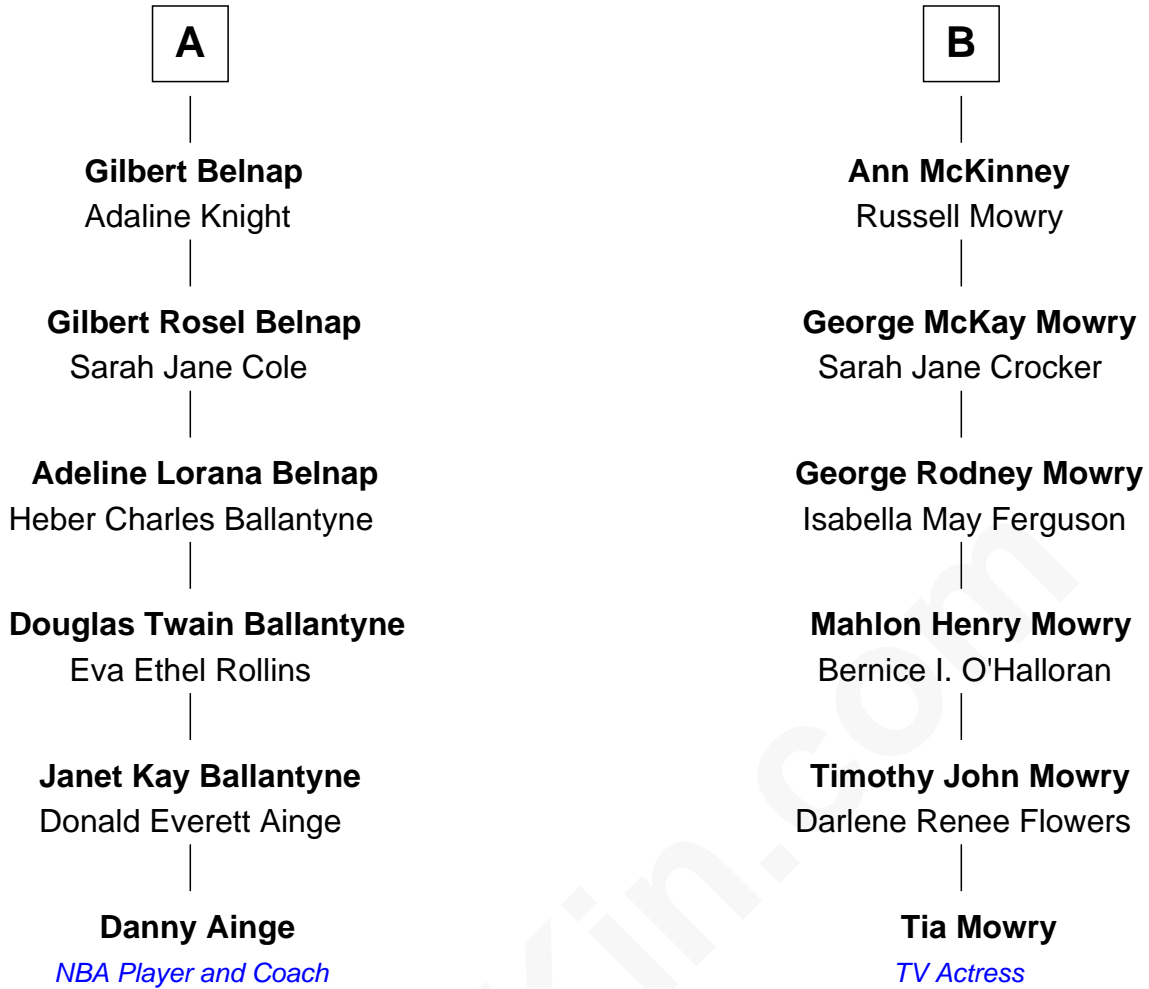 A
Gilbert Belnap
Adaline Knight
Gilbert Rosel Belnap
Sarah Jane Cole
Adeline Lorana Belnap
Heber Charles Ballantyne
Douglas Twain Ballantyne
Eva Ethel Rollins
Janet Kay Ballantyne
Donald Everett Ainge
Danny Ainge
NBA Player and Coach
B
Ann McKinney
Russell Mowry
George McKay Mowry
Sarah Jane Crocker
George Rodney Mowry
Isabella May Ferguson
Mahlon Henry Mowry
Bernice I. O'Halloran
Timothy John Mowry
Darlene Renee Flowers
Tia Mowry
TV Actress
Kin.com